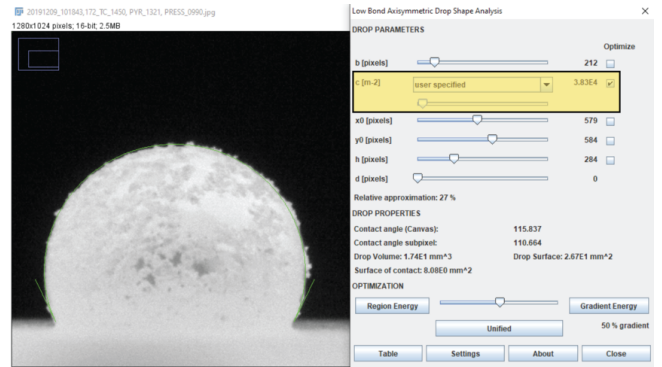 20191209_101843,172_TC_1450, PYR_1321, PRESS_0990.jpg
1280x1024 pixels; 16-bit; 2.5MB
Low Bond Axisymmetric Drop Shape Analysis
DROP PARAMETERS
Optimize
b [pixels] 212
c [m-2] user specified 3.83E4
x0 [pixels] 579
y0 [pixels] 584
h [pixels] 284
d [pixels] 0
Relative approximation: 27 %
DROP PROPERTIES
Contact angle (Canvas): 115.837
Contact angle subpixel: 110.664
Drop Volume: 1.74E1 mm^3 Drop Surface: 2.67E1 mm^2
Surface of contact: 8.08E0 mm^2
OPTIMIZATION
Region Energy Gradient Energy
Unified 50 % gradient
Table Settings About Close